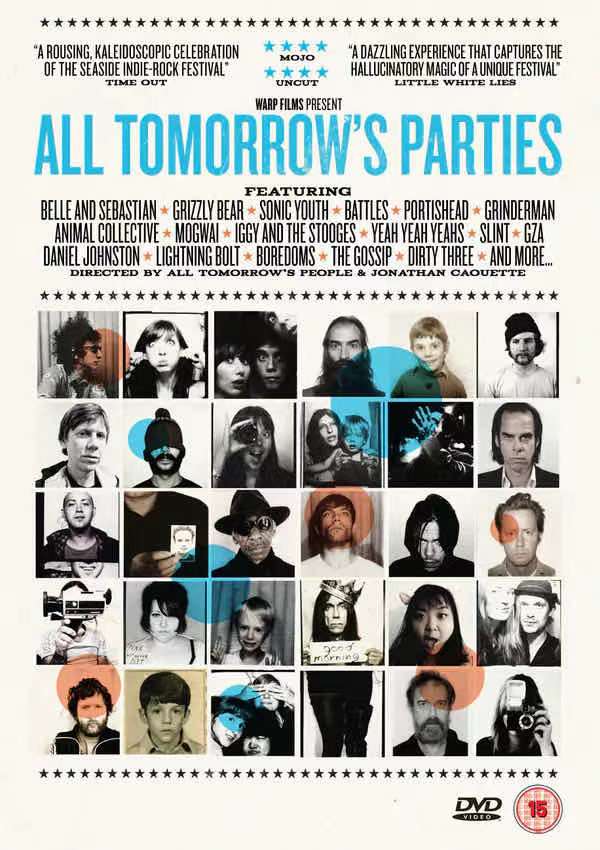 "A ROUSING, KALEIDOSCOPIC CELEBRATION
OF THE SEASIDE INDIE-ROCK FESTIVAL"
TIME OUT
MOJO
UNCUT
"A DAZZLING EXPERIENCE THAT CAPTURES THE
HALLUCINATORY MAGIC OF A UNIQUE FESTIVAL"
LITTLE WHITE LIES
WARP FILMS PRESENT
ALL TOMORROW'S PARTIES
FEATURING
BELLE AND SEBASTIAN ★ GRIZZLY BEAR ★ SONIC YOUTH ★ BATTLES ★ PORTISHEAD ★ GRINDERMAN
ANIMAL COLLECTIVE ★ MOGWAI ★ IGGY AND THE STOOGES ★ YEAH YEAH YEAHS ★ SLINT ★ GZA
DANIEL JOHNSTON ★ LIGHTNING BOLT ★ BOREDOMS ★ THE GOSSIP ★ DIRTY THREE ★ AND MORE...
DIRECTED BY ALL TOMORROW'S PEOPLE & JONATHAN CAOUETTE
good
morning
DVD
VIDEO
15